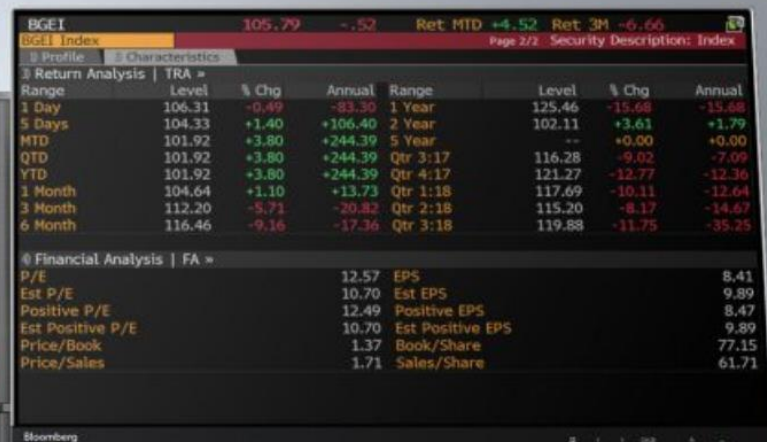 BGEI 105.79 -.52 Ret MTD +4.52 Ret 3M -6.66
BGEI Index Page 2/2 Security Description: Index
Profile Characteristics
Return Analysis | TRA »
Range Level % Chg Annual Range Level % Chg Annual
1 Day 106.31 -0.49 -83.30 1 Year 125.46 -15.68 -15.68
5 Days 104.33 +1.40 +106.40 2 Year 102.11 +3.61 +1.79
MTD 101.92 +3.80 +244.39 5 Year -- +0.00 +0.00
QTD 101.92 +3.80 +244.39 Qtr 3:17 116.28 -9.02 -7.09
YTD 101.92 +3.80 +244.39 Qtr 4:17 121.27 -12.77 -12.36
1 Month 104.64 +1.10 +13.73 Qtr 1:18 117.69 -10.11 -12.64
3 Month 112.20 -5.71 -20.82 Qtr 2:18 115.20 -8.17 -14.67
6 Month 116.46 -9.16 -17.36 Qtr 3:18 119.88 -11.75 -35.25
Financial Analysis | FA »
P/E 12.57 EPS 8.41
Est P/E 10.70 Est EPS 9.89
Positive P/E 12.49 Positive EPS 8.47
Est Positive P/E 10.70 Est Positive EPS 9.89
Price/Book 1.37 Book/Share 77.15
Price/Sales 1.71 Sales/Share 61.71
Bloomberg